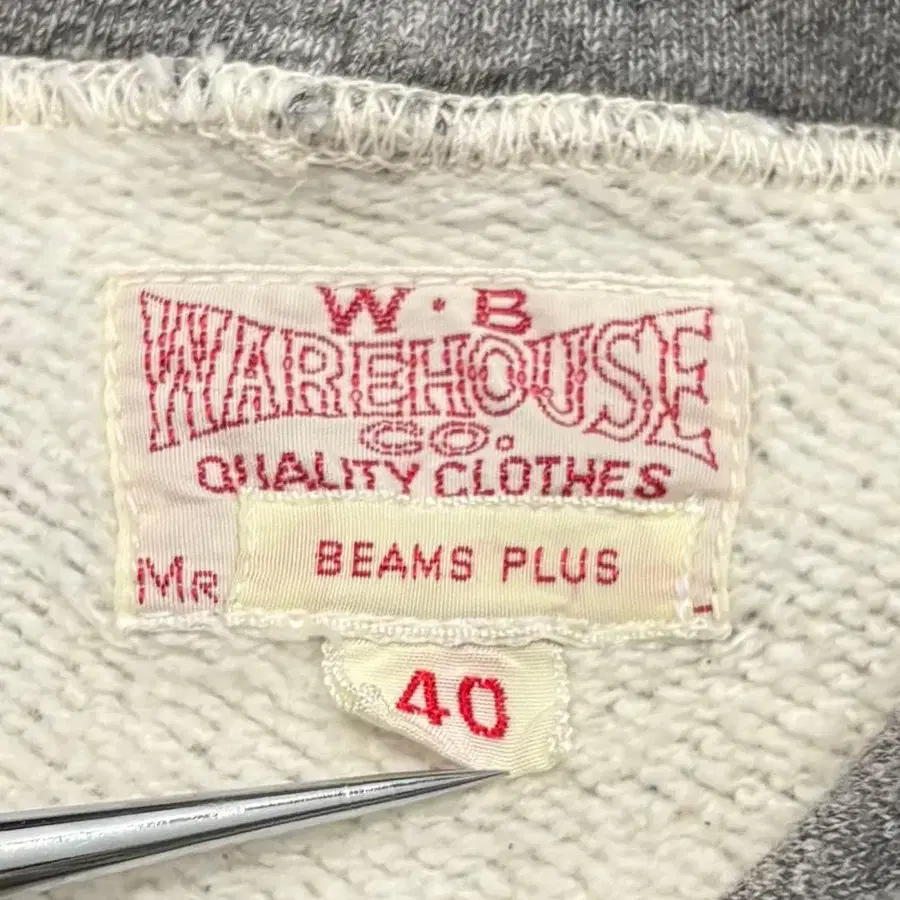 W · B
WAREHOUSE
CO.
QUALITY CLOTHES
MR
BEAMS PLUS
40